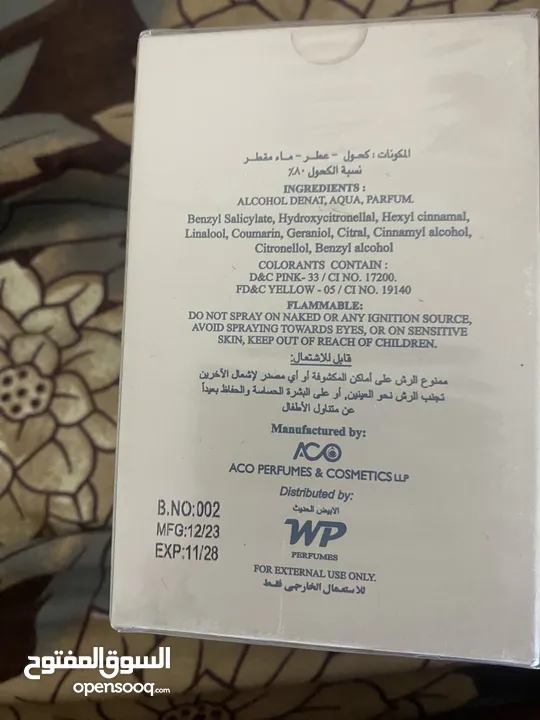 المكونات : كحول - عطر - ماء مقطر
نسبة الكحول ٨٠٪
INGREDIENTS :
ALCOHOL DENAT, AQUA, PARFUM.
Benzyl Salicylate, Hydroxycitronellal, Hexyl cinnamal,
Linalool, Coumarin, Geraniol, Citral, Cinnamyl alcohol,
Citronellol, Benzyl alcohol
COLORANTS CONTAIN :
D&C PINK- 33 / CI NO. 17200.
FD&C YELLOW - 05 / CI NO. 19140
FLAMMABLE:
DO NOT SPRAY ON NAKED OR ANY IGNITION SOURCE,
AVOID SPRAYING TOWARDS EYES, OR ON SENSITIVE
SKIN, KEEP OUT OF REACH OF CHILDREN.
قابل للاشتعال:
ممنوع الرش على أماكن المكشوفة أو أي مصدر لإشعال الآخرين
تجنب الرش نحو العينين, أو على البشرة الحساسة والحفاظ بعيداً
عن متناول الأطفال
Manufactured by:
ACO
ACO PERFUMES & COSMETICS LLP
Distributed by:
الابيض الحديث
WP
PERFUMES
B.NO:002
MFG:12/23
EXP:11/28
FOR EXTERNAL USE ONLY.
للاستعمال الخارجي فقط
السوق المفتوح
opensooq.com